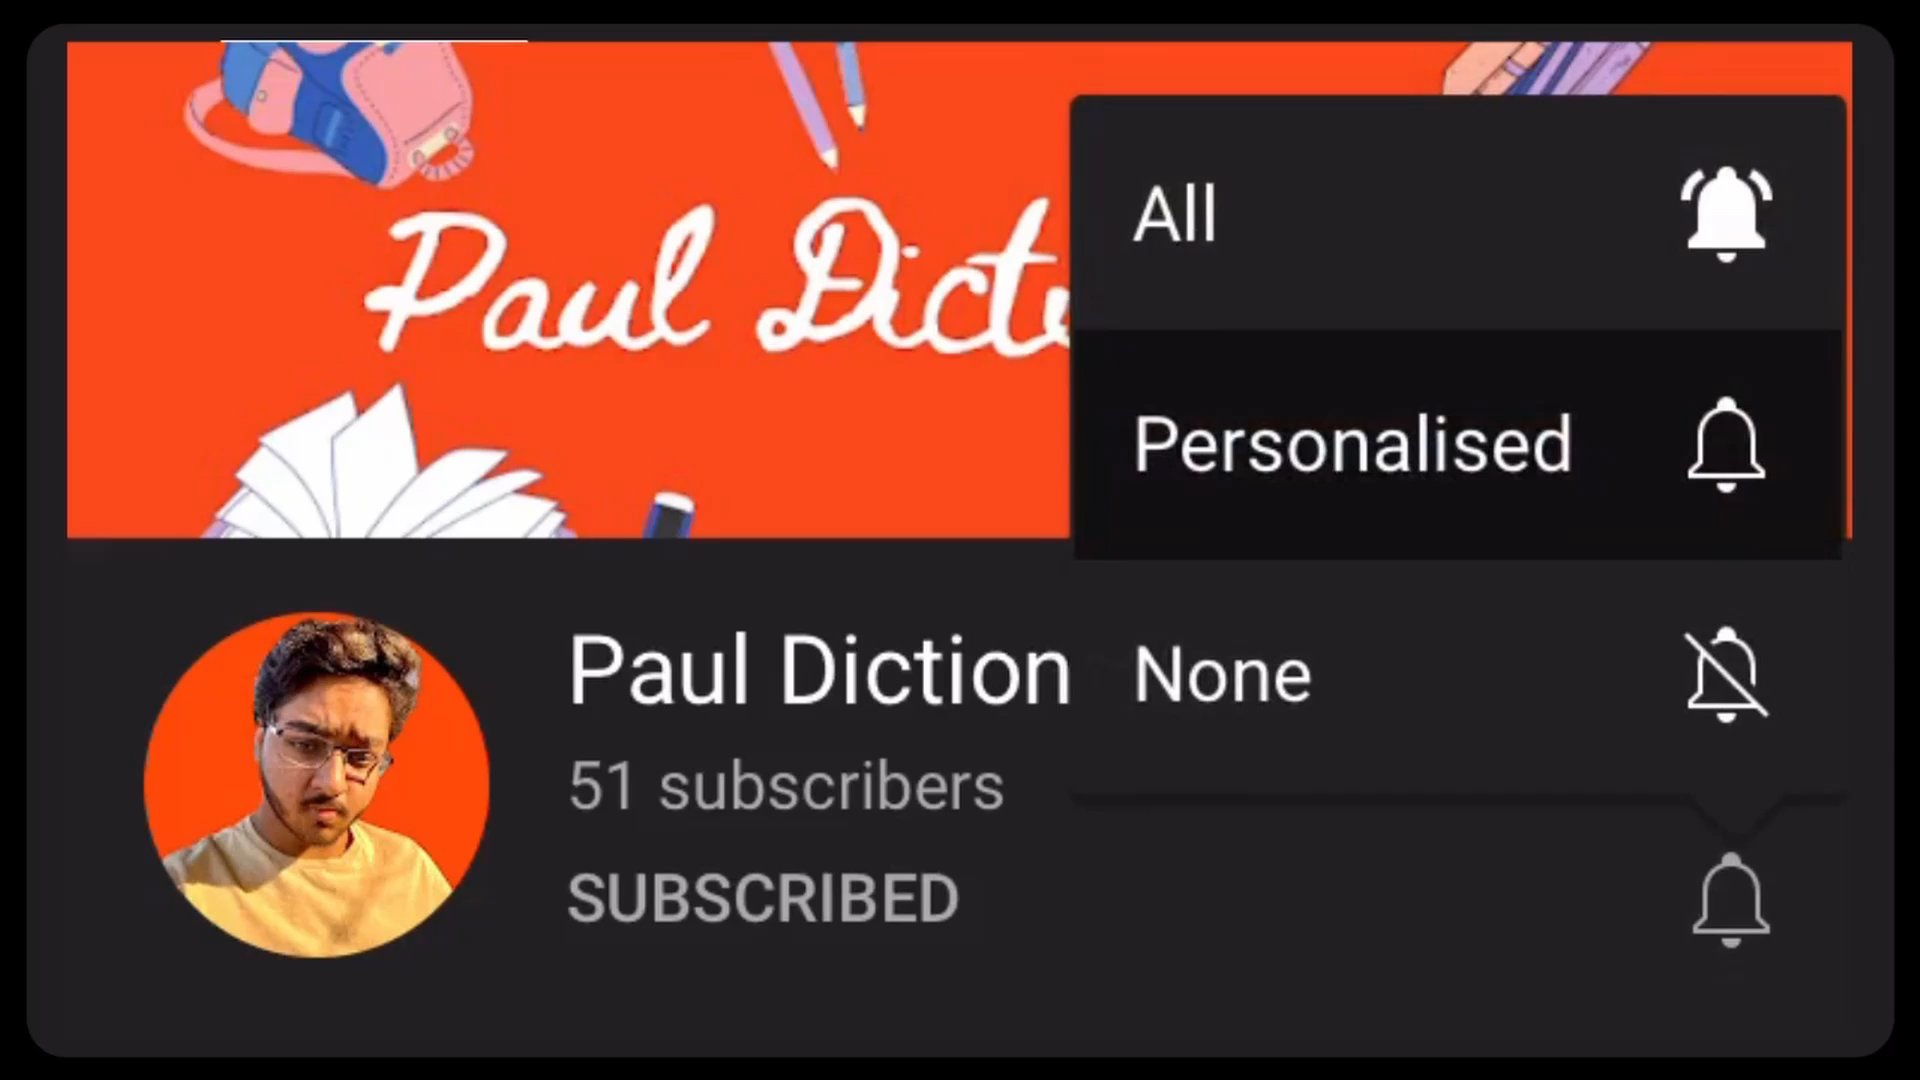 Paul Dict
All
Personalised
None
Paul Diction
51 subscribers
SUBSCRIBED